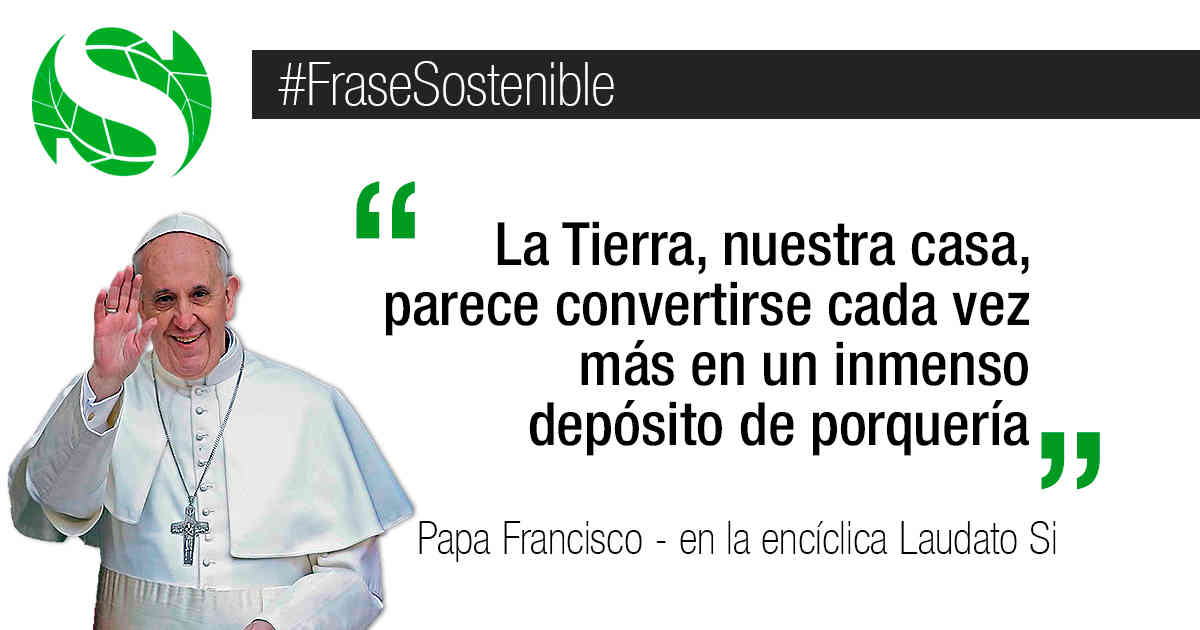 #FraseSostenible
“La Tierra, nuestra casa,
parece convertirse cada vez
más en un inmenso
depósito de porquería”
Papa Francisco - en la encíclica Laudato Si